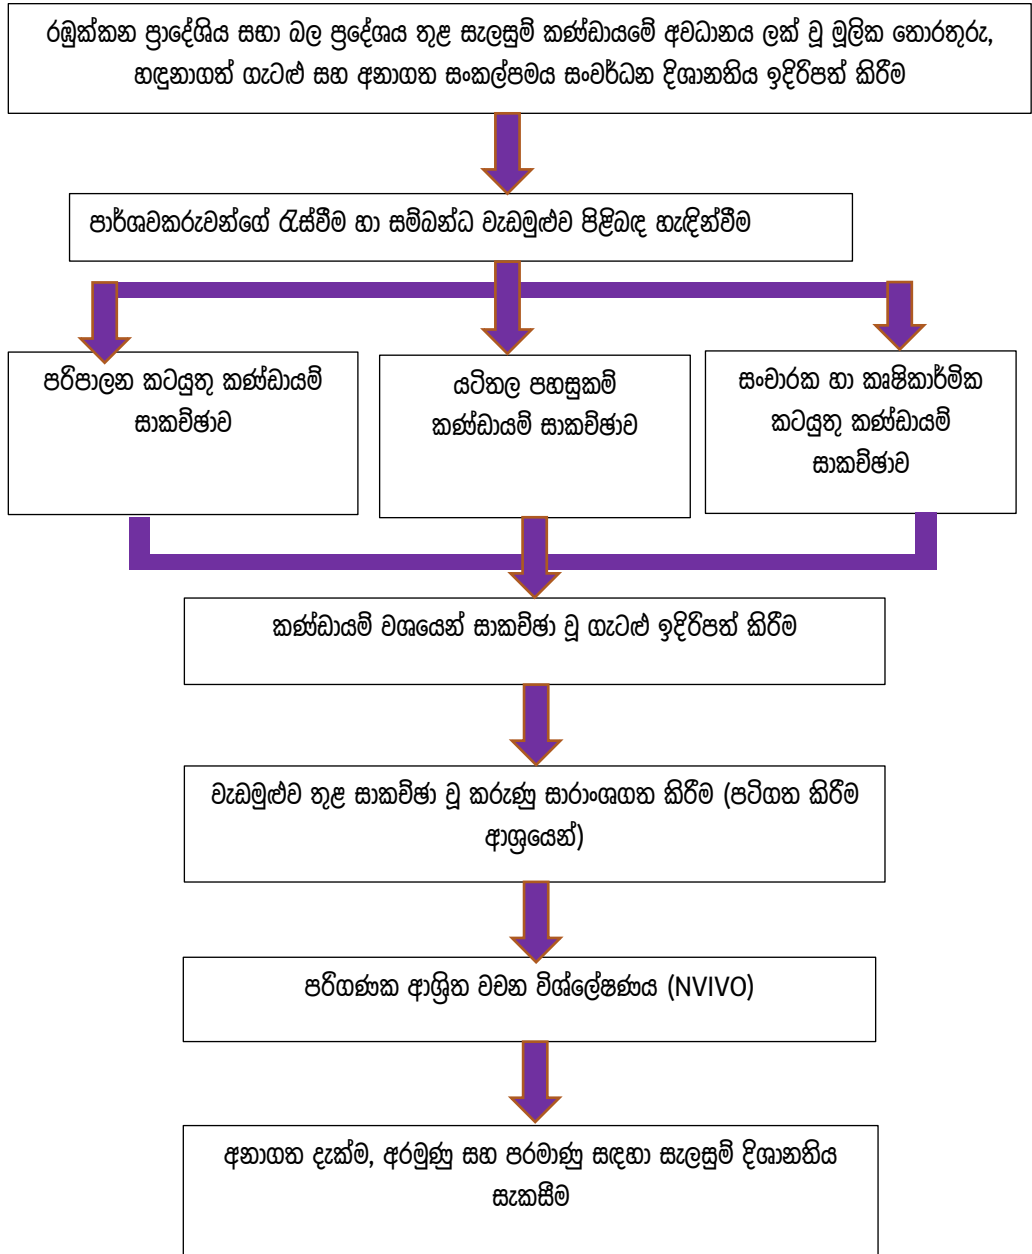 රඹුක්කන ප්‍රාදේශිය සභා බල ප්‍රදේශය තුළ සැලසුම් කණ්ඩායමේ අවධානය ලක් වූ මූලික තොරතුරු,
හඳුනාගත් ගැටළු සහ අනාගත සංකල්පමය සංවර්ධන දිශානතිය ඉදිරිපත් කිරීම
පාර්ශවකරුවන්ගේ රැස්වීම හා සම්බන්ධ වැඩමුළුව පිළිබඳ හැඳින්වීම
පරිපාලන කටයුතු කණ්ඩායම්
සාකච්ඡාව
යටිතල පහසුකම්
කණ්ඩායම් සාකච්ඡාව
සංචාරක හා කෘෂිකාර්මික
කටයුතු කණ්ඩායම්
සාකච්ඡාව
කණ්ඩායම් වශයෙන් සාකච්ඡා වූ ගැටළු ඉදිරිපත් කිරීම
වැඩමුළුව තුළ සාකච්ඡා වූ කරුණු සාරාංශගත කිරීම (පටිගත කිරීම
ආශ්‍රයෙන්)
පරිගණක ආශ්‍රිත වචන විශ්ලේෂණය (NVIVO)
අනාගත දැක්ම, අරමුණු සහ පරමාණු සඳහා සැලසුම් දිශානතිය
සැකසීම